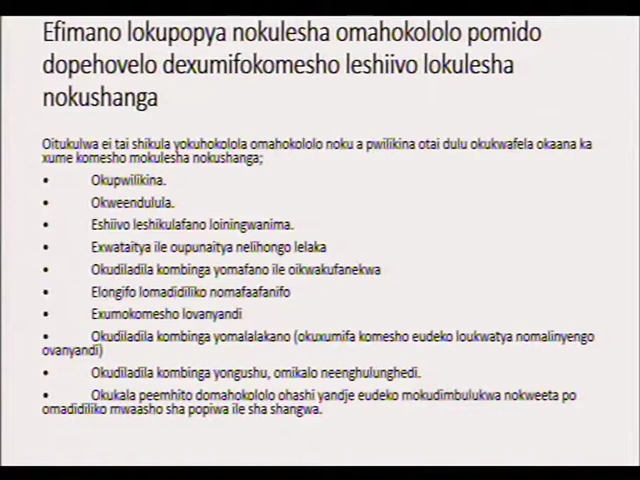 Efimano lokupopya nokulesha omahokololo pomido
dopehovelo dexumifokomesho leshiivo lokulesha
nokushanga
Oitukulwa ei tai shikula yokuhokolola omahokololo noku a pwilikina otai dulu okukwafela okaana ka
xume komesho mokulesha nokushanga;
• Okupwilikina.
• Okweendulula.
• Eshiivo leshikulafano loiningwanima.
• Exwataitya ile oupunaitya nelihongo lelaka
• Okudiladila kombinga yomafano ile oikwakufanekwa
• Elongifo lomadidiliko nomafaafanifo
• Exumokomesho lovanyandi
• Okudiladila kombinga yomalalakano (okuxumifa komesho eudeko loukwatya nomalinyengo
ovanyandi)
• Okudiladila kombinga yongushu, omikalo neenghulunghedi.
• Okukala peemhito domahokololo ohashi yandje eudeko mokudimbulukwa nokweeta po
omadidiliko mwaasho sha popiwa ile sha shangwa.